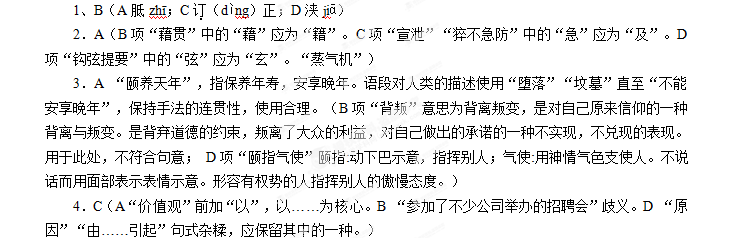 1、B（A 胝 zhī；C 订（dìng）正；D 浃 jiā）
2．A（B 项“藉贯”中的“藉”应为“籍”。C 项“宣泄”“猝不急防”中的“急”应为“及”。D
项“钩弦提要”中的“弦”应为“玄”。“蒸气机”）
3．A “颐养天年”，指保养年寿，安享晚年。语段对人类的描述使用“堕落”“坟墓”直至“不能
安享晚年”，保持手法的连贯性，使用合理。（B 项“背叛”意思为背离叛变，是对自己原来信仰的一种
背离与叛变。是背弃道德的约束，叛离了大众的利益，对自己做出的承诺的一种不实现，不兑现的表现。
用于此处，不符合句意； D 项“颐指气使”颐指:动下巴示意，指挥别人；气使:用神情气色支使人。不说
话而用面部表示表情示意。形容有权势的人指挥别人的傲慢态度。）
4．C（A“价值观”前加“以”，以……为核心。B “参加了不少公司举办的招聘会”歧义。D “原
因”“由……引起”句式杂糅，应保留其中的一种。）